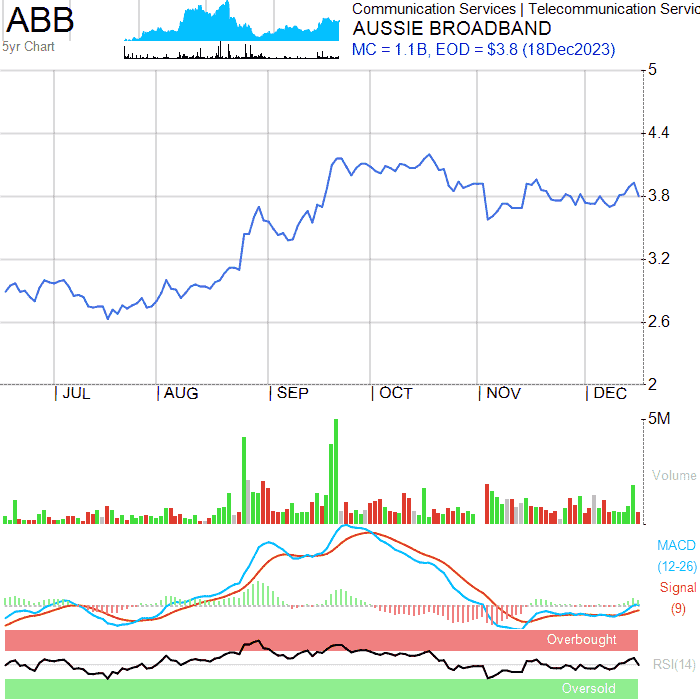 ABB
5yr Chart
Communication Services | Telecommunication Servic
AUSSIE BROADBAND
MC = 1.1B, EOD = $3.8 (18Dec2023)
5
4.4
3.8
3.2
2.6
2
| JUL | AUG | SEP | OCT | NOV | DEC
5M
Volume
MACD
(12-26)
Signal
(9)
Overbought
RSI(14)
Oversold